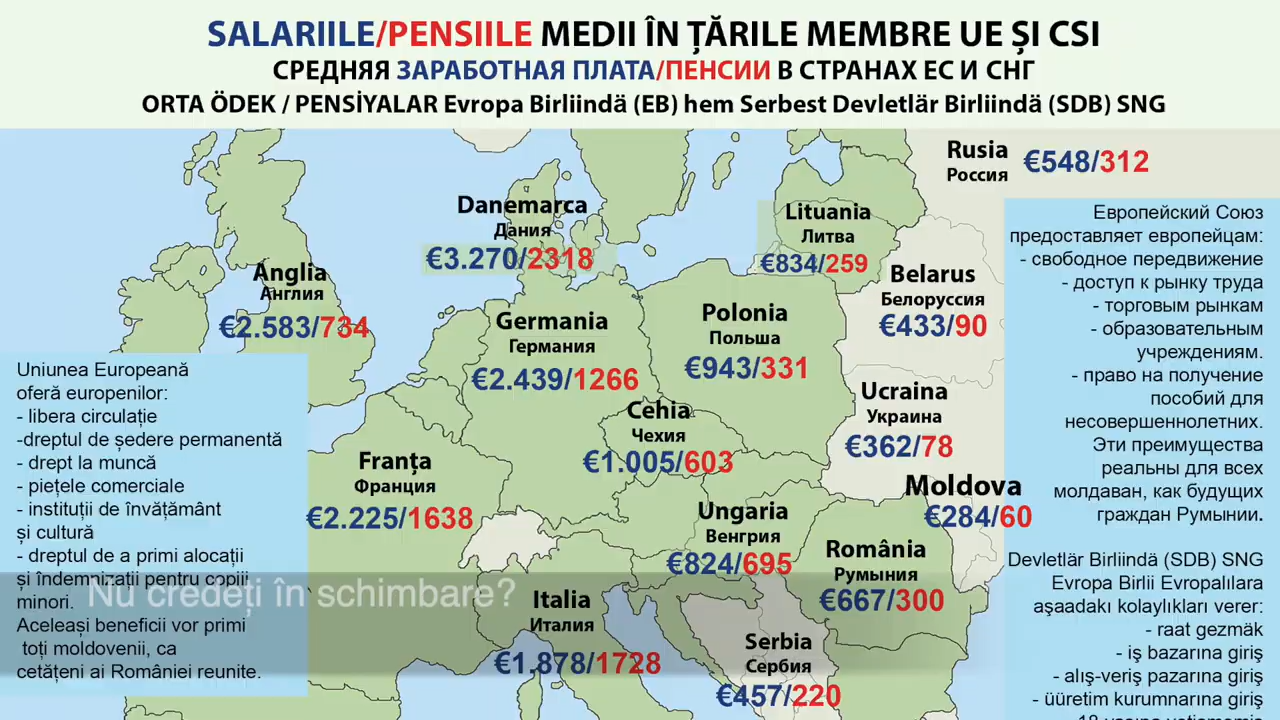 SALARIILE/PENSIILE MEDII ÎN ȚĂRILE MEMBRE UE ȘI CSI
СРЕДНЯЯ ЗАРАБОТНАЯ ПЛАТА/ПЕНСИИ В СТРАНАХ ЕС И СНГ
ORTA ÖDEK / PENSİYALAR Evropa Birliindä (EB) hem Serbest Devletlär Birliindä (SDB) SNG
Rusia
Россия
€548/312
Danemarca
Дания
€3.270/2318
Lituania
Литва
€834/259
Anglia
Англия
€2.583/734
Germania
Германия
€2.439/1266
Polonia
Польша
€943/331
Belarus
Белоруссия
€433/90
Cehia
Чехия
€1.005/603
Ucraina
Украина
€362/78
Franța
Франция
€2.225/1638
Moldova
€284/60
Ungaria
Венгрия
€824/695
România
Румыния
€667/300
Italia
Италия
€1.878/1728
Serbia
Сербия
€457/220
Uniunea Europeană
oferă europenilor:
- libera circulație
-dreptul de ședere permanentă
- drept la muncă
- piețele comerciale
- instituții de învățământ
și cultură
- dreptul de a primi alocații
și îndemnizații pentru copiii
minori.
Aceleași beneficii vor primi
toți moldovenii, ca
cetățeni ai României reunite.
Nu credeți în schimbare?
Европейский Союз
предоставляет европейцам:
- свободное передвижение
- доступ к рынку труда
- торговым рынкам
- образовательным
учреждениям.
- право на получение
пособий для
несовершеннолетних.
Эти преимущества
реальны для всех
молдаван, как будущих
граждан Румынии.
Devletlär Birliindä (SDB) SNG
Evropa Birlii Evropalılara
aşaadakı kolaylıkları verer:
- raat gezmäk
- iş bazarına giriş
- alış-veriş pazarına giriş
- üüretim kurumnarına giriş